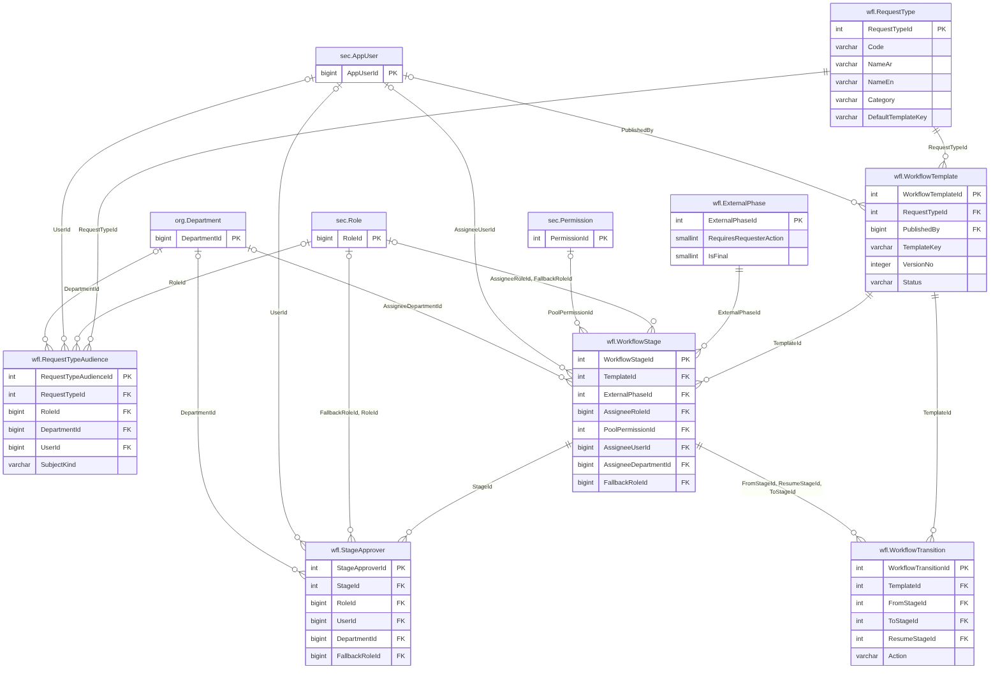 wfl.RequestType
int RequestTypeId PK
varchar Code
varchar NameAr
varchar NameEn
varchar Category
varchar DefaultTemplateKey
sec.AppUser
bigint AppUserId PK
PublishedBy
RequestTypeId
wfl.WorkflowTemplate
int WorkflowTemplateId PK
int RequestTypeId FK
bigint PublishedBy FK
varchar TemplateKey
integer VersionNo
varchar Status
wfl.ExternalPhase
int ExternalPhaseId PK
smallint RequiresRequesterAction
smallint IsFinal
org.Department
bigint DepartmentId PK
sec.Role
bigint RoleId PK
sec.Permission
int PermissionId PK
UserId
RequestTypeId
AssigneeUserId
DepartmentId
RoleId
AssigneeRoleId, FallbackRoleId
AssigneeDepartmentId
UserId
PoolPermissionId
ExternalPhaseId
TemplateId
wfl.RequestTypeAudience
int RequestTypeAudienceId PK
int RequestTypeId FK
bigint RoleId FK
bigint DepartmentId FK
bigint UserId FK
varchar SubjectKind
wfl.WorkflowStage
int WorkflowStageId PK
int TemplateId FK
int ExternalPhaseId FK
bigint AssigneeRoleId FK
int PoolPermissionId FK
bigint AssigneeUserId FK
bigint AssigneeDepartmentId FK
bigint FallbackRoleId FK
DepartmentId
FallbackRoleId, RoleId
TemplateId
StageId
FromStageId, ResumeStageId,
ToStageId
wfl.StageApprover
int StageApproverId PK
int StageId FK
bigint RoleId FK
bigint UserId FK
bigint DepartmentId FK
bigint FallbackRoleId FK
wfl.WorkflowTransition
int WorkflowTransitionId PK
int TemplateId FK
int FromStageId FK
int ToStageId FK
int ResumeStageId FK
varchar Action